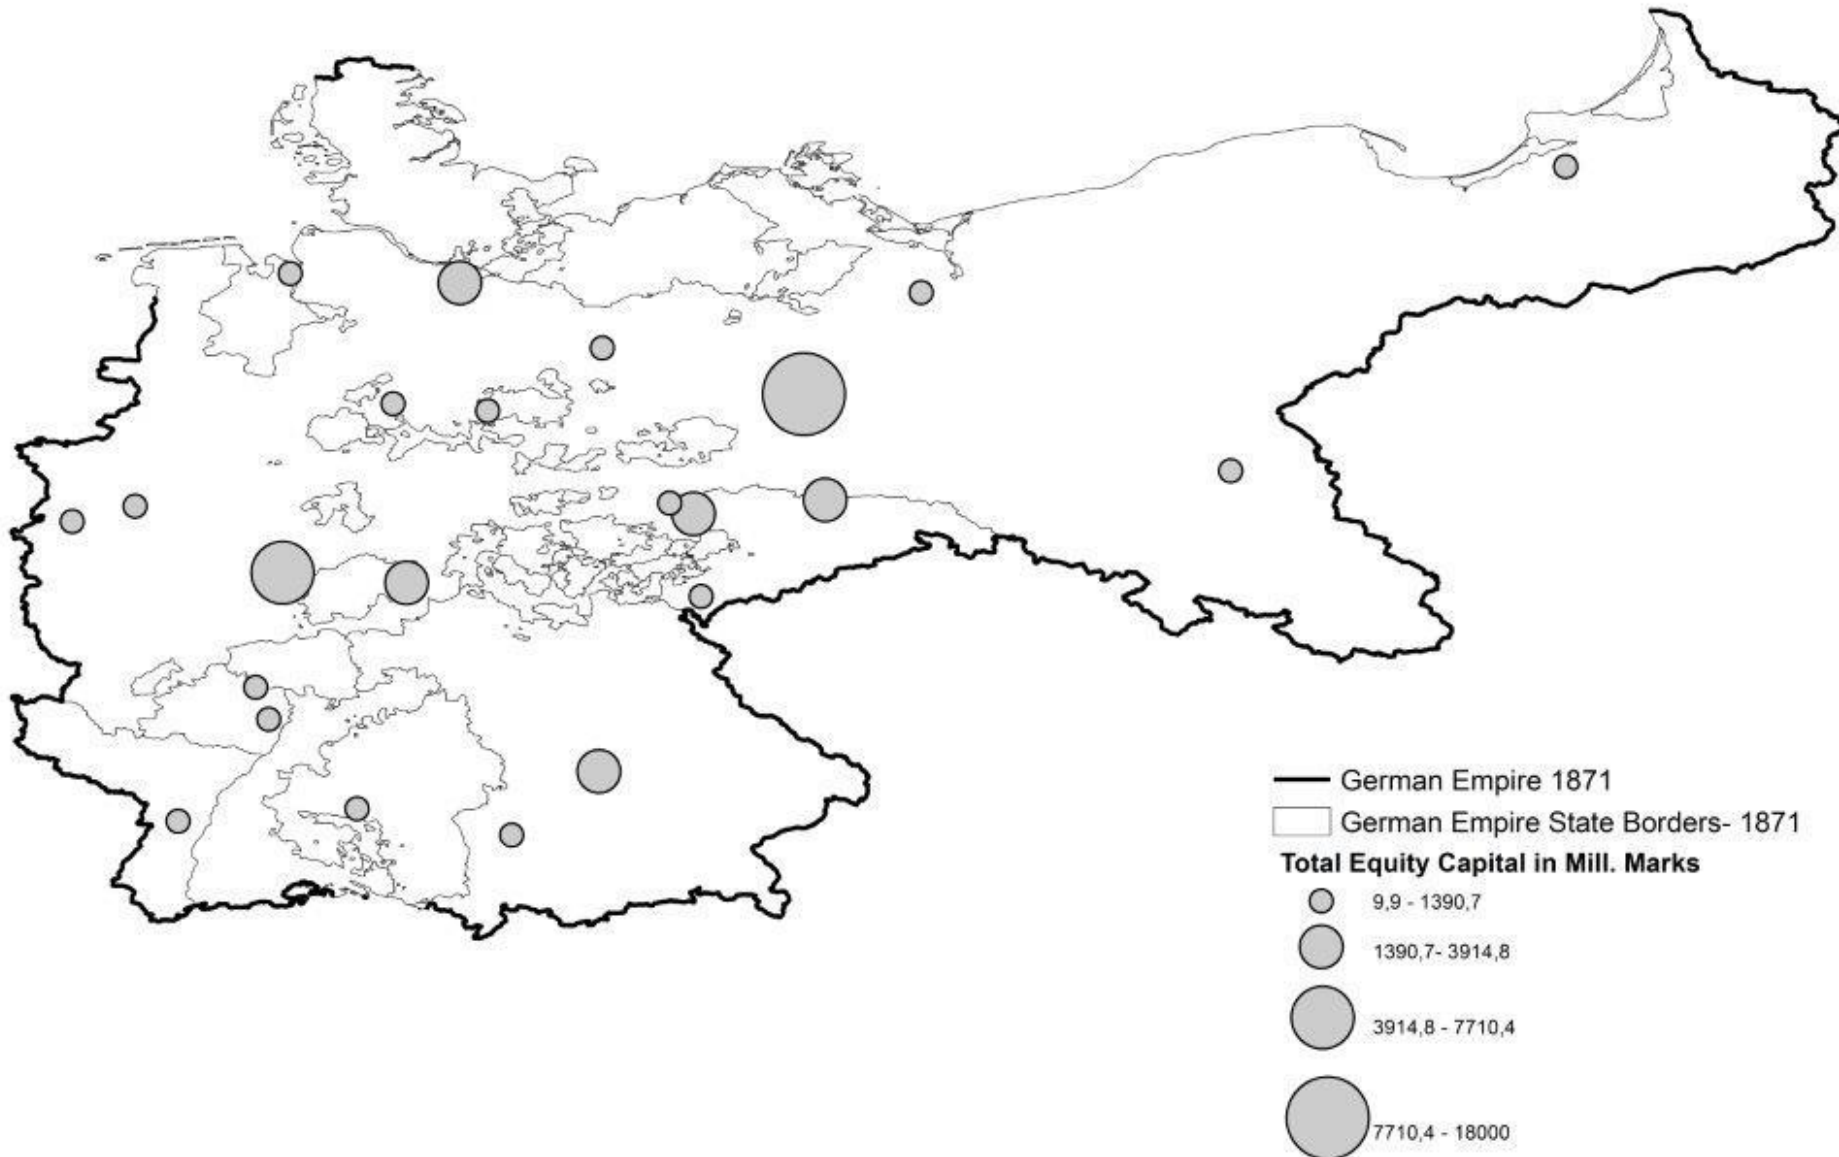 German Empire 1871
German Empire State Borders- 1871
Total Equity Capital in Mill. Marks
9,9 - 1390,7
1390,7- 3914,8
3914,8 - 7710,4
7710,4 - 18000